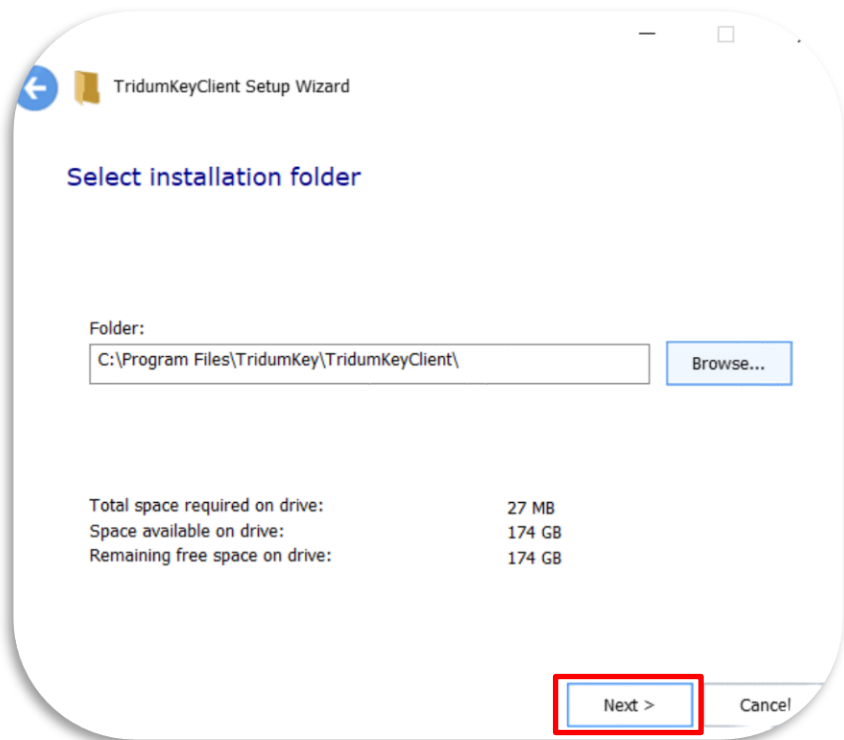 TridumKeyClient Setup Wizard
Select installation folder
Folder:
C:\Program Files\TridumKey\TridumKeyClient\
Browse...
Total space required on drive: 27 MB
Space available on drive: 174 GB
Remaining free space on drive: 174 GB
Next > Cancel